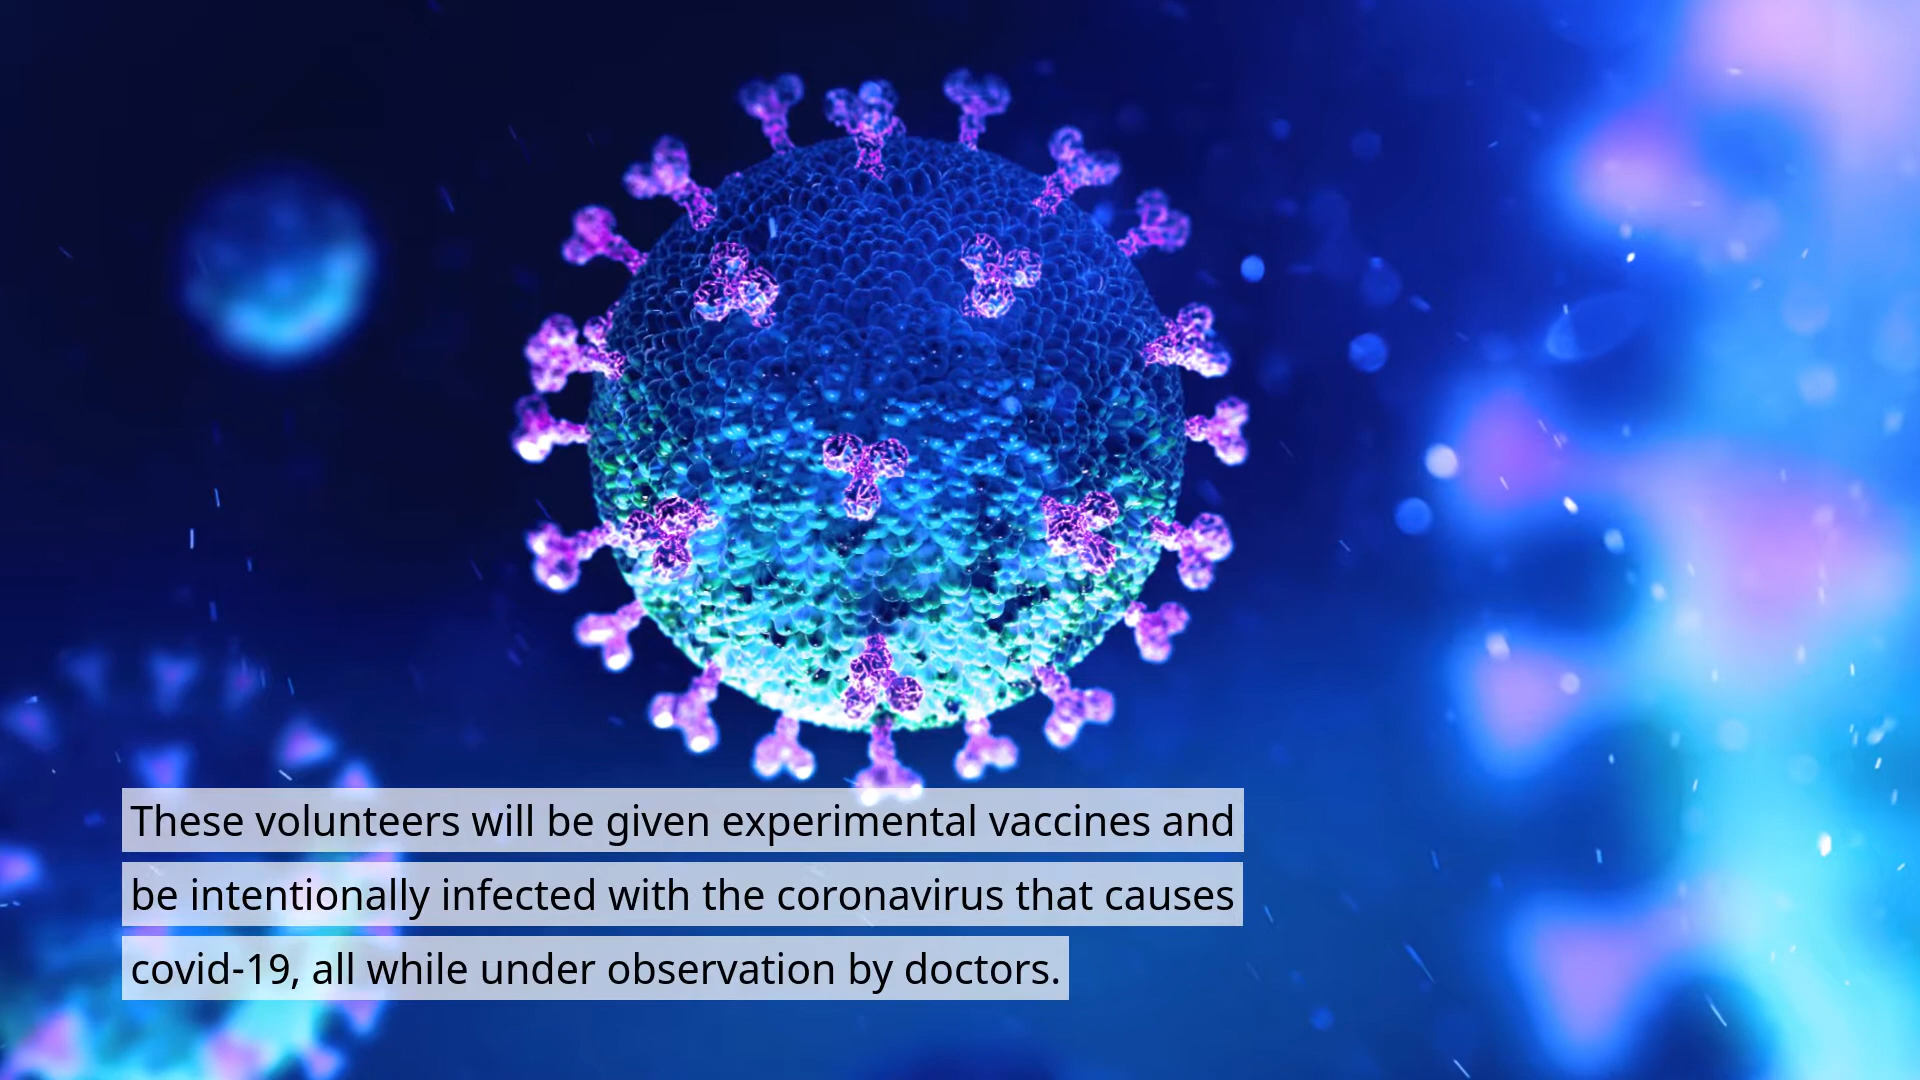 These volunteers will be given experimental vaccines and
be intentionally infected with the coronavirus that causes
covid-19, all while under observation by doctors.